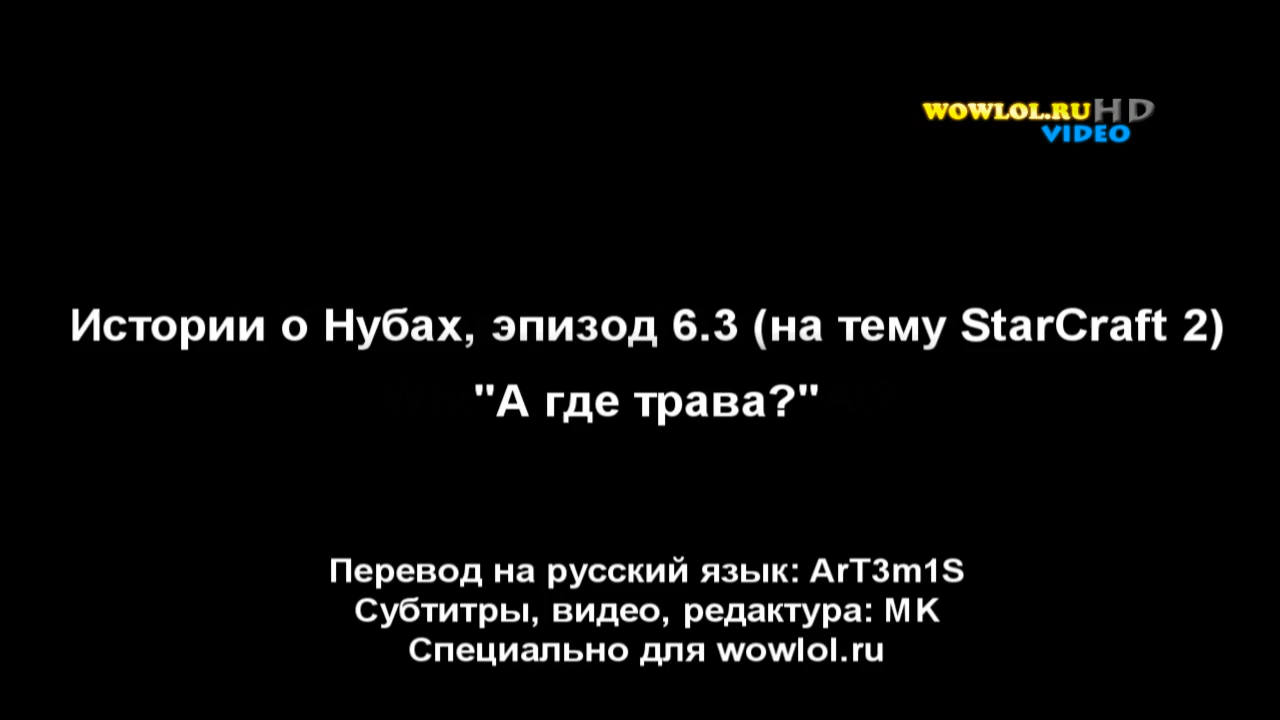 WOWLOL.RU HD
VIDEO
Истории о Нубах, эпизод 6.3 (на тему StarCraft 2)
"А где трава?"
Перевод на русский язык: ArT3m1S
Субтитры, видео, редактура: МК
Специально для wowlol.ru